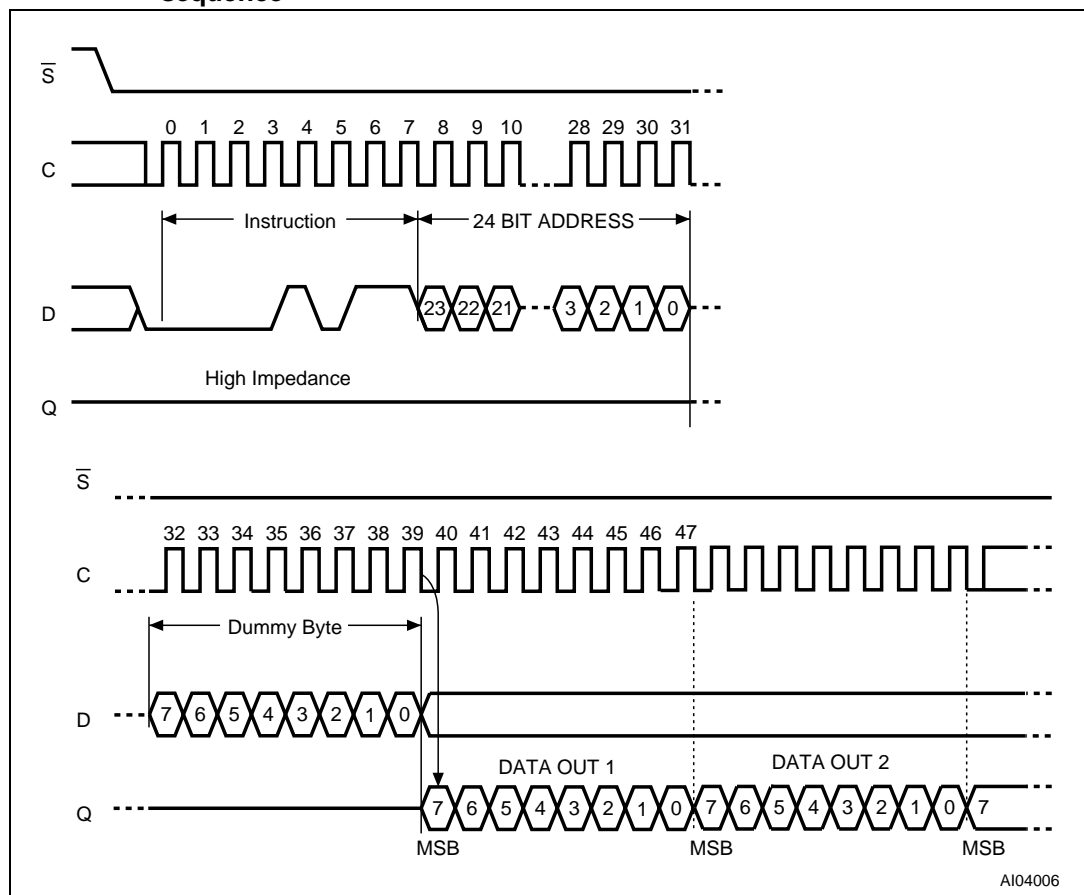 sequence
S
0 1 2 3 4 5 6 7 8 9 10 28 29 30 31
C
Instruction 24 BIT ADDRESS
D 23 22 21 3 2 1 0
High Impedance
Q
S
32 33 34 35 36 37 38 39 40 41 42 43 44 45 46 47
C
Dummy Byte
D 7 6 5 4 3 2 1 0
DATA OUT 1 DATA OUT 2
Q 7 6 5 4 3 2 1 0 7 6 5 4 3 2 1 0 7
MSB MSB MSB
AI04006